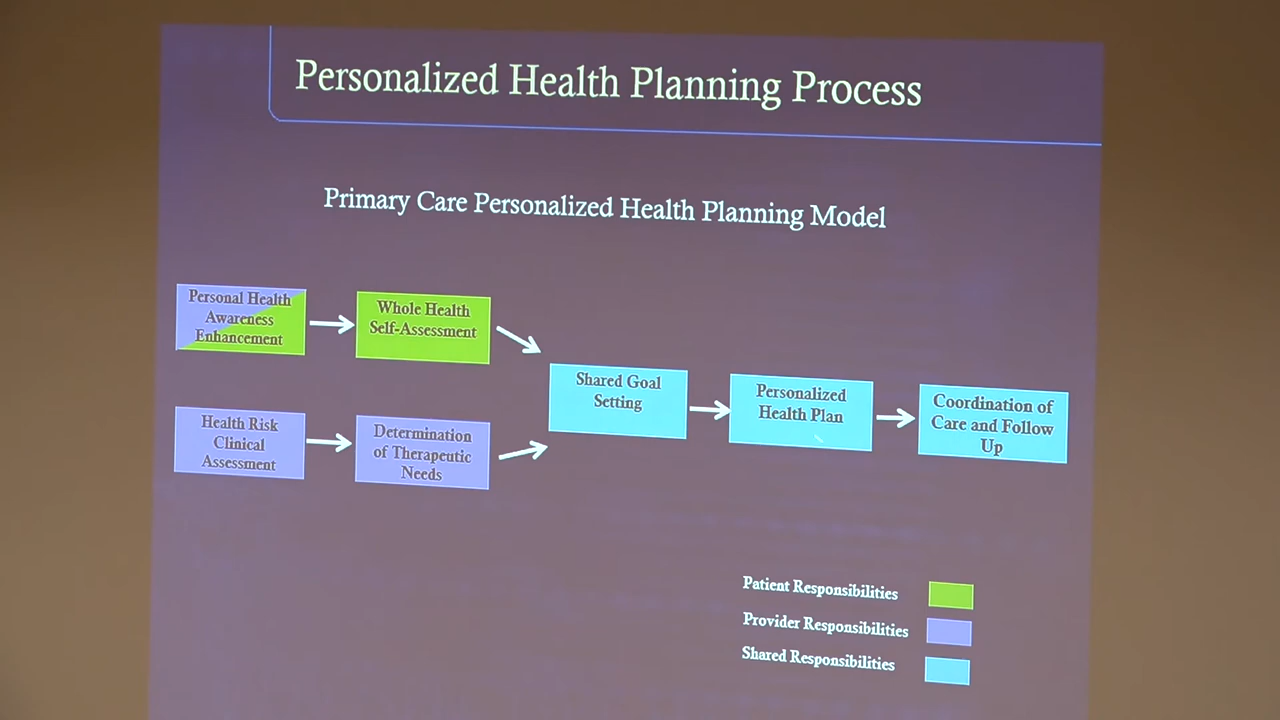 Personalized Health Planning Process
Primary Care Personalized Health Planning Model
Personal Health
Awareness
Enhancement
Whole Health
Self-Assessment
Health Risk
Clinical
Assessment
Determination
of Therapeutic
Needs
Shared Goal
Setting
Personalized
Health Plan
Coordination of
Care and Follow
Up
Patient Responsibilities
Provider Responsibilities
Shared Responsibilities